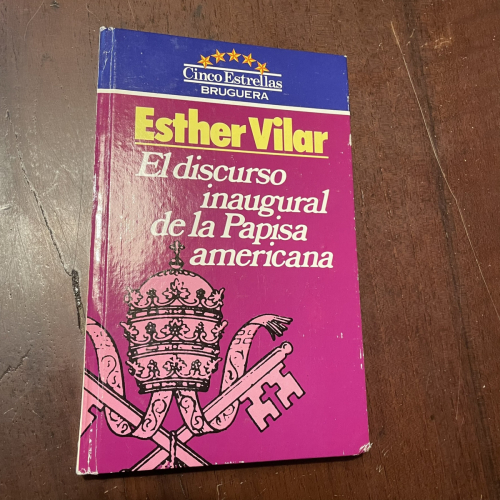 Cinco Estrellas
BRUGUERA
Esther Vilar
El discurso
inaugural
de la Papisa
americana